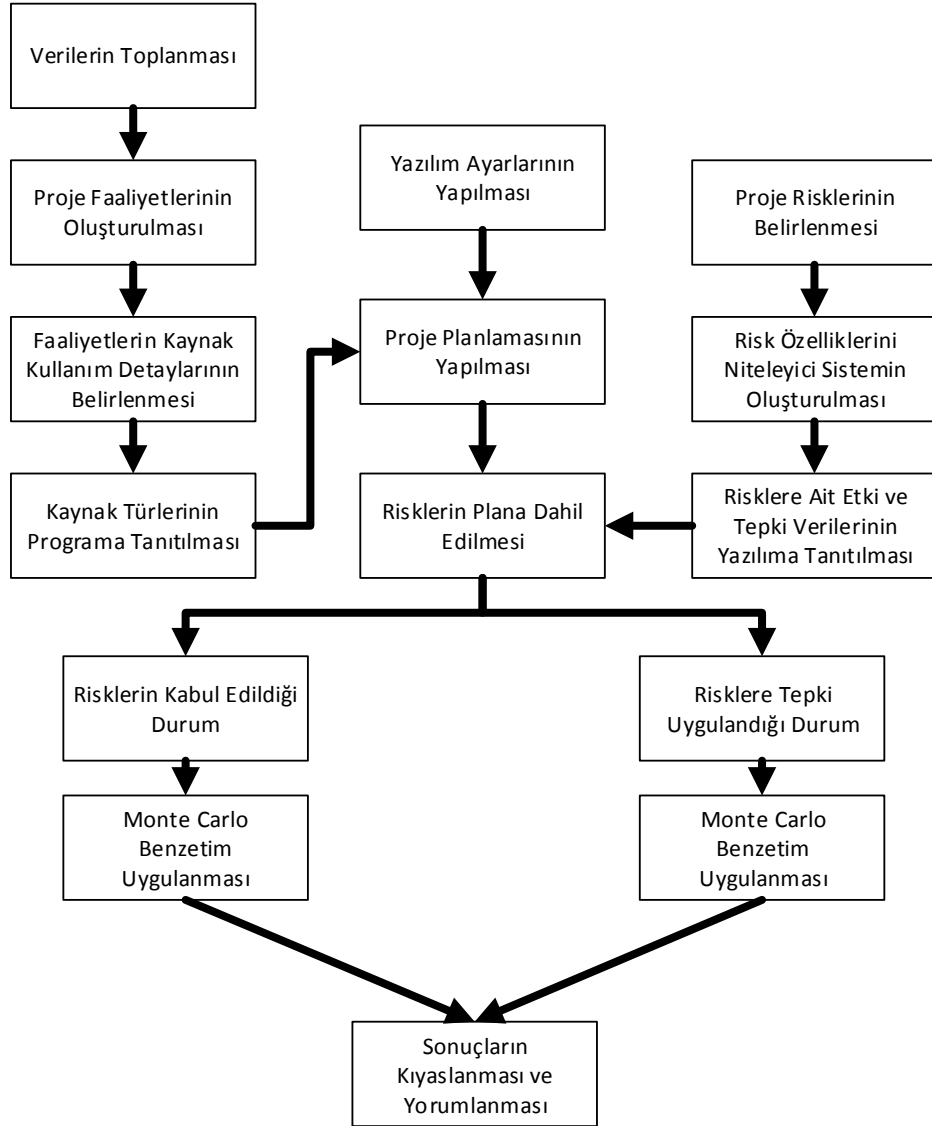 Verilerin Toplanması
Proje Faaliyetlerinin
Oluşturulması
Faaliyetlerin Kaynak
Kullanım Detaylarının
Belirlenmesi
Kaynak Türlerinin
Programa Tanıtılması
Yazılım Ayarlarının
Yapılması
Proje Planlamasının
Yapılması
Risklerin Plana Dahil
Edilmesi
Proje Risklerinin
Belirlenmesi
Risk Özelliklerini
Niteleyici Sistemin
Oluşturulması
Risklere Ait Etki ve
Tepki Verilerinin
Yazılıma Tanıtılması
Risklerin Kabul Edildiği
Durum
Monte Carlo
Benzetim
Uygulanması
Risklere Tepki
Uygulandığı Durum
Monte Carlo
Benzetim
Uygulanması
Sonuçların
Kıyaslanması ve
Yorumlanması